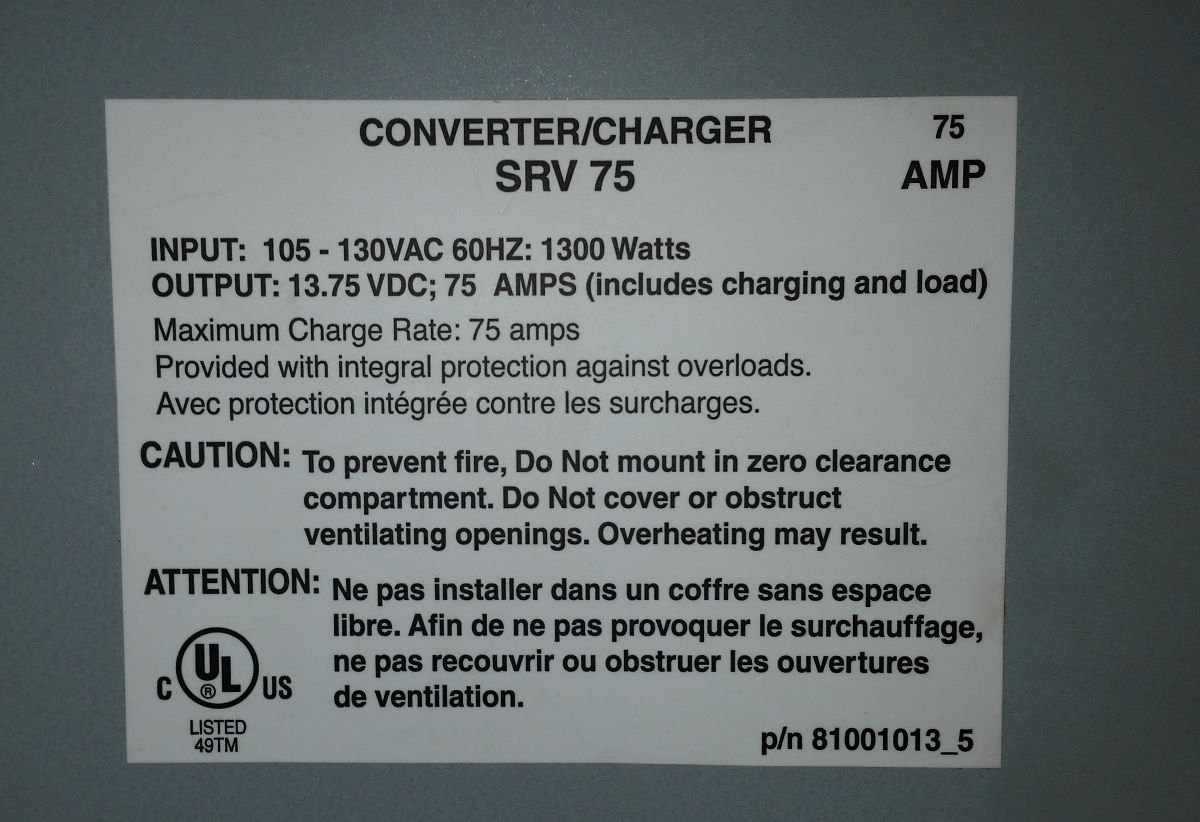 CONVERTER/CHARGER
SRV 75
75
AMP
INPUT: 105 - 130VAC 60HZ: 1300 Watts
OUTPUT: 13.75 VDC; 75 AMPS (includes charging and load)
Maximum Charge Rate: 75 amps
Provided with integral protection against overloads.
Avec protection intégrée contre les surcharges.
CAUTION: To prevent fire, Do Not mount in zero clearance
compartment. Do Not cover or obstruct
ventilating openings. Overheating may result.
ATTENTION: Ne pas installer dans un coffre sans espace
libre. Afin de ne pas provoquer le surchauffage,
ne pas recouvrir ou obstruer les ouvertures
de ventilation.
C UL ® US
LISTED
49TM
p/n 81001013_5